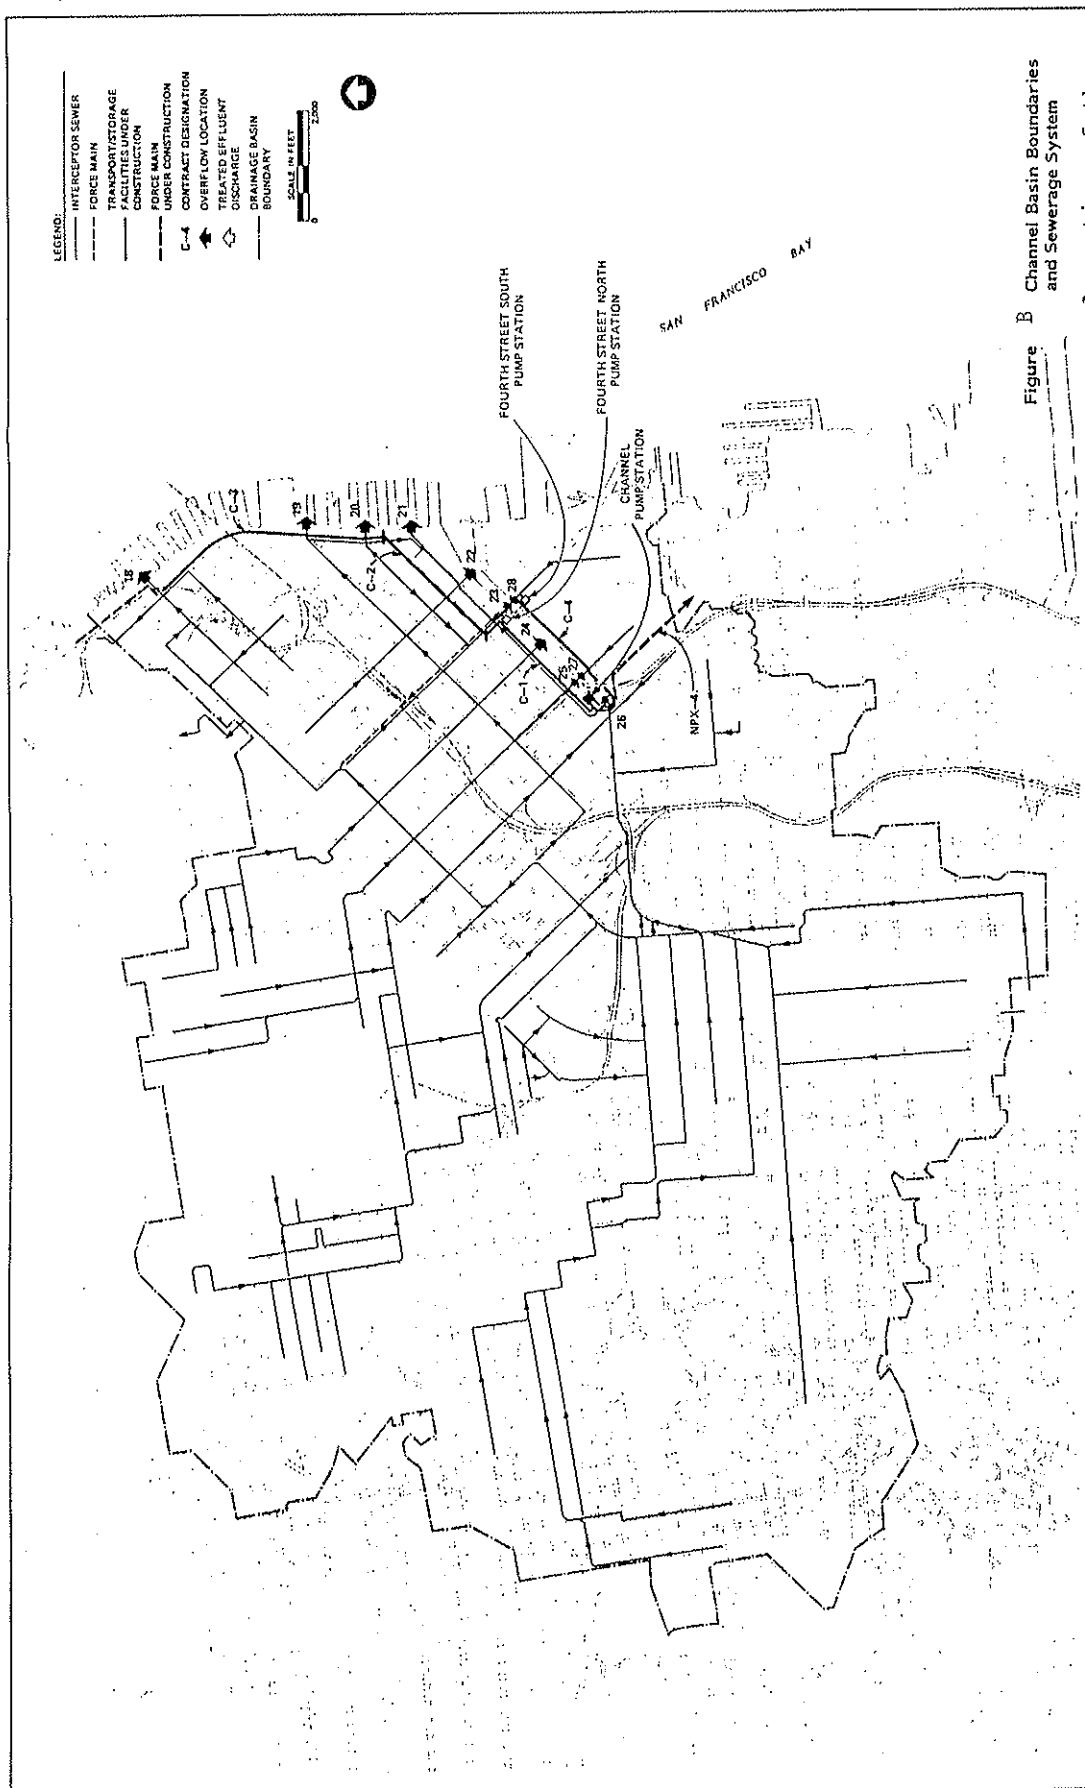 LEGEND:
INTERCEPTOR SEWER
FORCE MAIN
TRANSPORT/STORAGE
FACILITIES UNDER
CONSTRUCTION
FORCE MAIN
UNDER CONSTRUCTION
C-4 CONTRACT DESIGNATION
OVERFLOW LOCATION
TREATED EFFLUENT
DISCHARGE
DRAINAGE BASIN
BOUNDARY
SCALE IN FEET
0 2,000
18
C-3
19
20
21
C-2
22
23
28
24
C-4
C-1
25
27
26
NPX-4
FOURTH STREET SOUTH
PUMP STATION
FOURTH STREET NORTH
PUMP STATION
CHANNEL
PUMP STATION
SAN FRANCISCO BAY
Figure B Channel Basin Boundaries
and Sewerage System